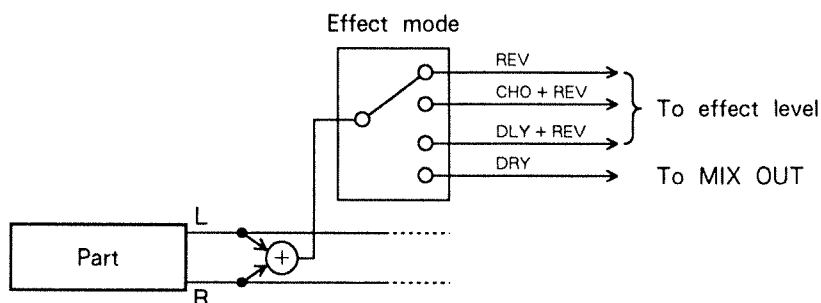 Effect mode
REV
CHO + REV
DLY + REV
DRY
To effect level
To MIX OUT
L
Part
+
R